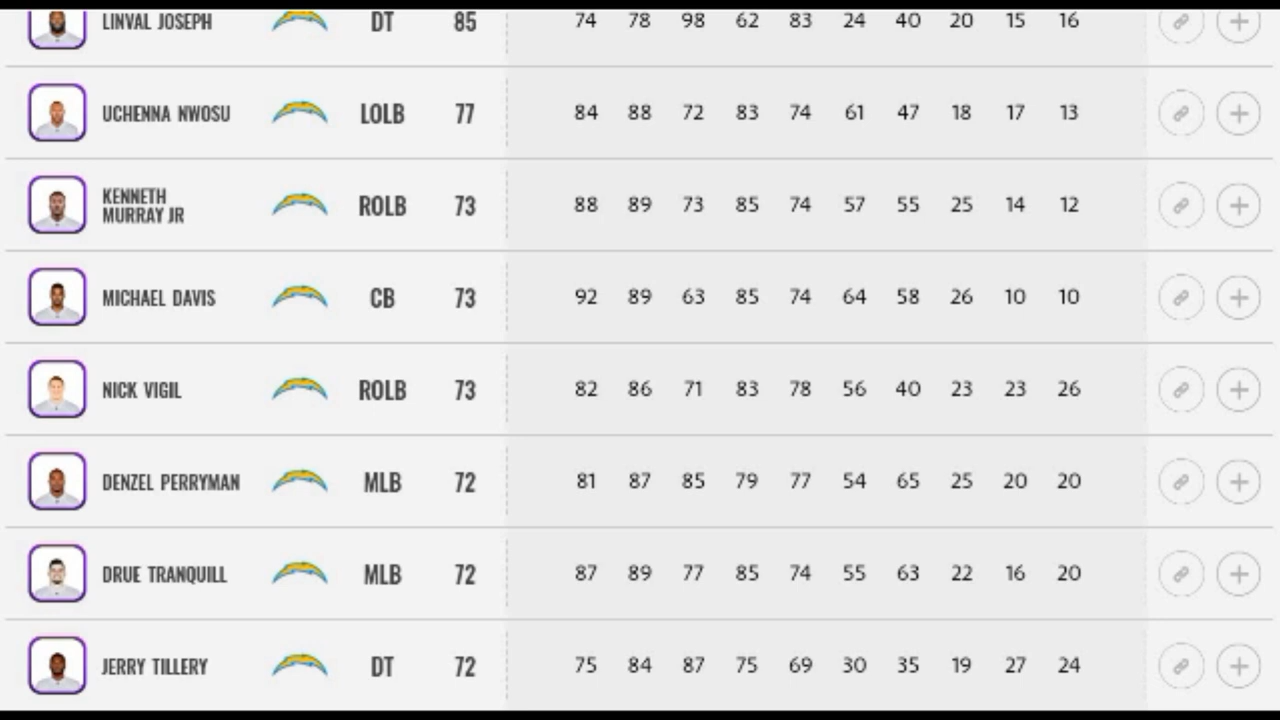 LINVAL JOSEPH DT 85 74 78 98 62 83 24 40 20 15 16
UCHENNA NWOSU LOLB 77 84 88 72 83 74 61 47 18 17 13
KENNETH
MURRAY JR ROLB 73 88 89 73 85 74 57 55 25 14 12
MICHAEL DAVIS CB 73 92 89 63 85 74 64 58 26 10 10
NICK VIGIL ROLB 73 82 86 71 83 78 56 40 23 23 26
DENZEL PERRYMAN MLB 72 81 87 85 79 77 54 65 25 20 20
DRUE TRANQUILL MLB 72 87 89 77 85 74 55 63 22 16 20
JERRY TILLERY DT 72 75 84 87 75 69 30 35 19 27 24